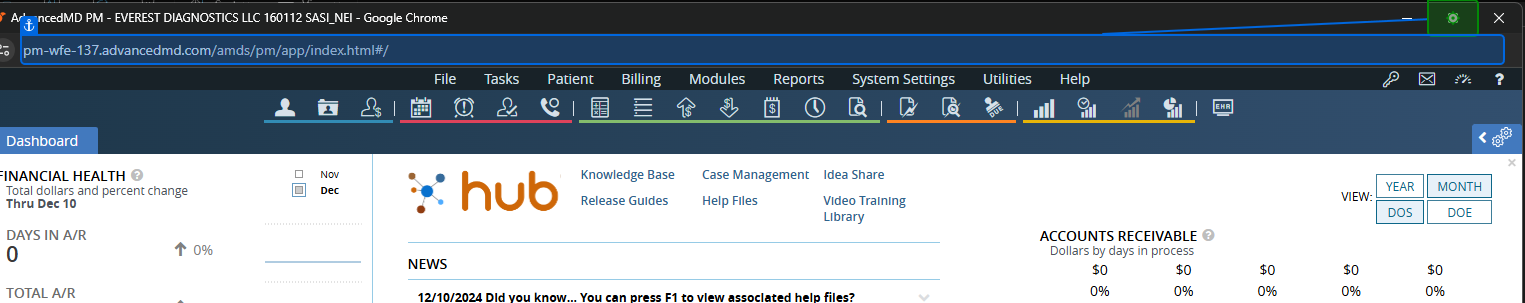 AdvancedMD PM - EVEREST DIAGNOSTICS LLC 160112 SASI_NEI - Google Chrome
pm-wfe-137.advancedmd.com/amds/pm/app/index.html#/
File Tasks Patient Billing Modules Reports System Settings Utilities Help
EHR
Dashboard
FINANCIAL HEALTH
Total dollars and percent change
Thru Dec 10
Nov
Dec
DAYS IN A/R
0
0%
TOTAL A/R
hub
Knowledge Base Case Management Idea Share
Release Guides Help Files Video Training
Library
NEWS
12/10/2024 Did you know... You can press F1 to view associated help files?
VIEW: YEAR MONTH
DOS DOE
ACCOUNTS RECEIVABLE
Dollars by days in process
$0 $0 $0 $0 $0
0% 0% 0% 0% 0%